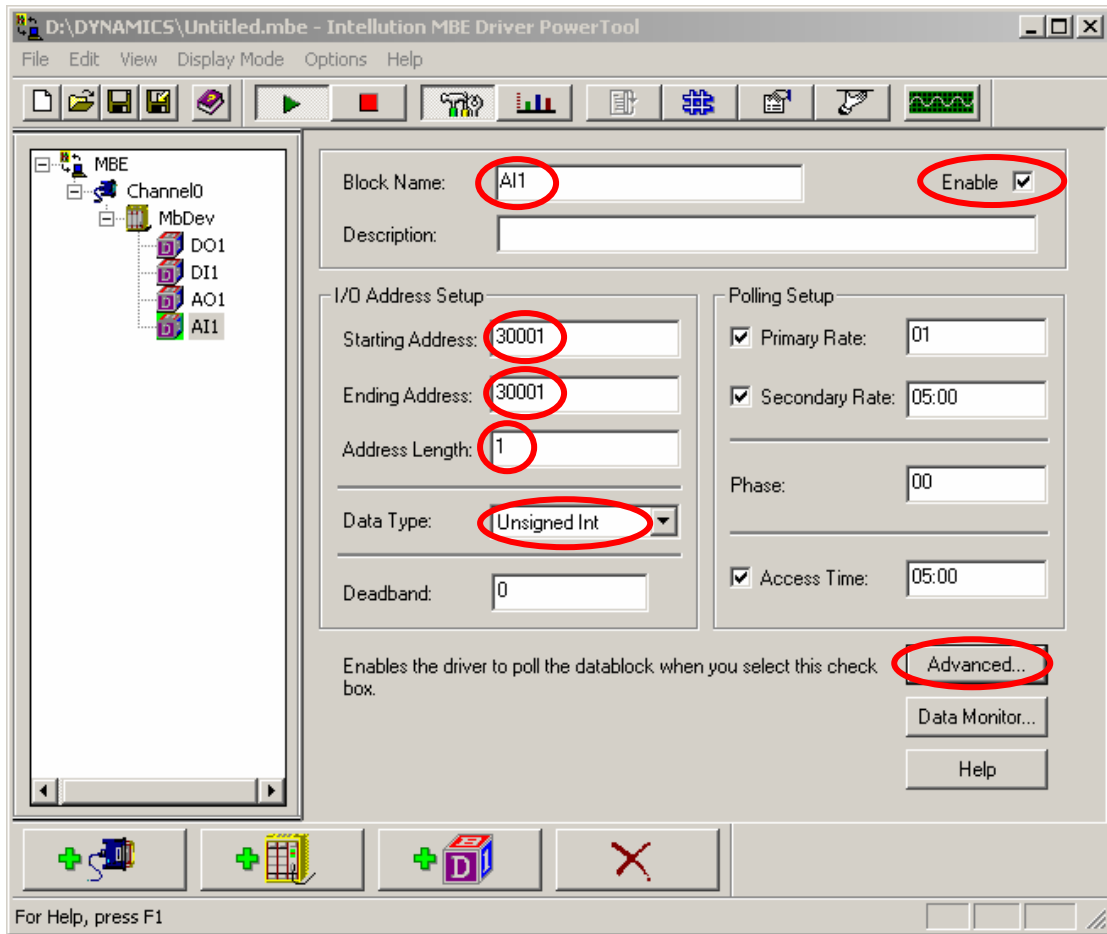 D:\DYNAMICS\Untitled.mbe - Intellution MBE Driver PowerTool
File Edit View Display Mode Options Help
MBE
Channel0
MbDev
DO1
DI1
AO1
AI1
Block Name: AI1
Enable
Description:
I/O Address Setup
Starting Address: 30001
Ending Address: 30001
Address Length: 1
Data Type: Unsigned Int
Deadband: 0
Polling Setup
Primary Rate: 01
Secondary Rate: 05:00
Phase: 00
Access Time: 05:00
Enables the driver to poll the datablock when you select this check
box.
Advanced...
Data Monitor...
Help
For Help, press F1